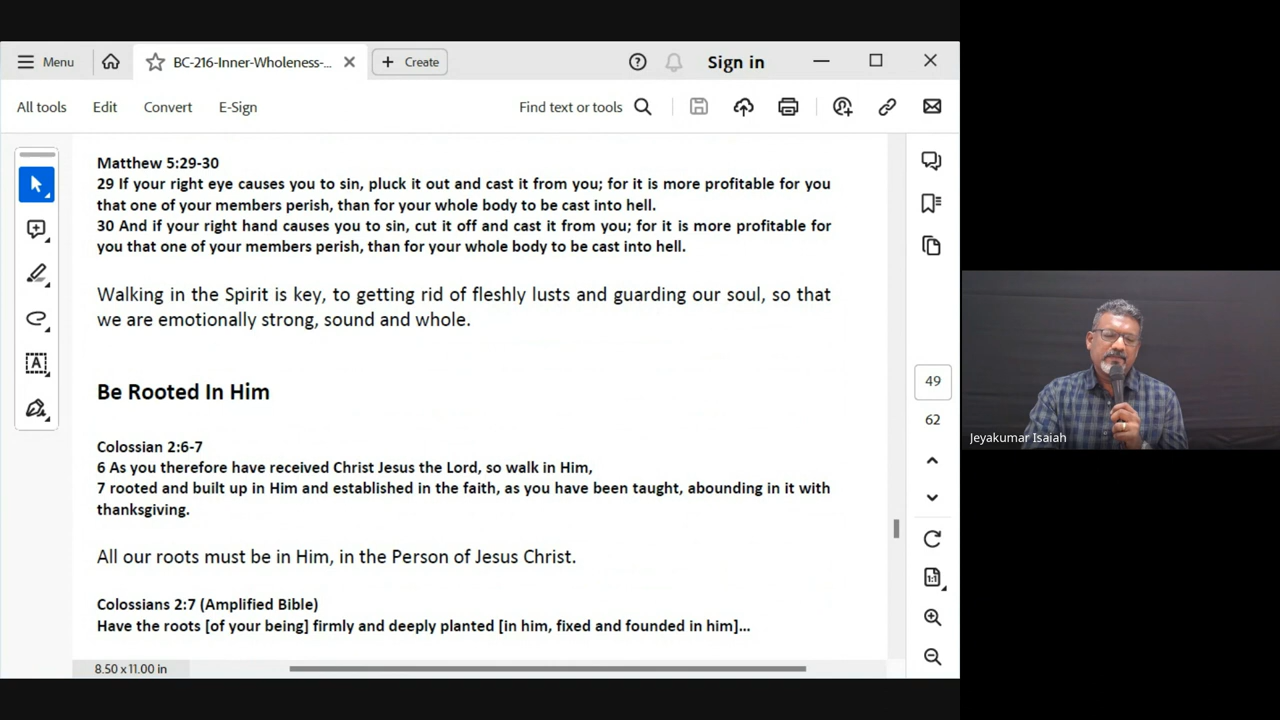 Menu
BC-216-Inner-Wholeness-...
Create
Sign in
All tools
Edit
Convert
E-Sign
Find text or tools
Matthew 5:29-30
29 If your right eye causes you to sin, pluck it out and cast it from you; for it is more profitable for you
that one of your members perish, than for your whole body to be cast into hell.
30 And if your right hand causes you to sin, cut it off and cast it from you; for it is more profitable for
you that one of your members perish, than for your whole body to be cast into hell.
Walking in the Spirit is key, to getting rid of fleshly lusts and guarding our soul, so that
we are emotionally strong, sound and whole.
Be Rooted In Him
Colossian 2:6-7
6 As you therefore have received Christ Jesus the Lord, so walk in Him,
7 rooted and built up in Him and established in the faith, as you have been taught, abounding in it with
thanksgiving.
All our roots must be in Him, in the Person of Jesus Christ.
Colossians 2:7 (Amplified Bible)
Have the roots [of your being] firmly and deeply planted [in him, fixed and founded in him]...
8.50 x 11.00 in
49
62
1:1
Jeyakumar Isaiah